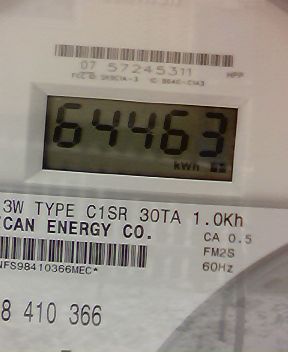 07 57245311 HPP
64463
kWh
3W TYPE C1SR 30TA 1.0Kh
CAN ENERGY CO. CA 0.5
FM2S
NFS98410366MEC* 60Hz
8 410 366